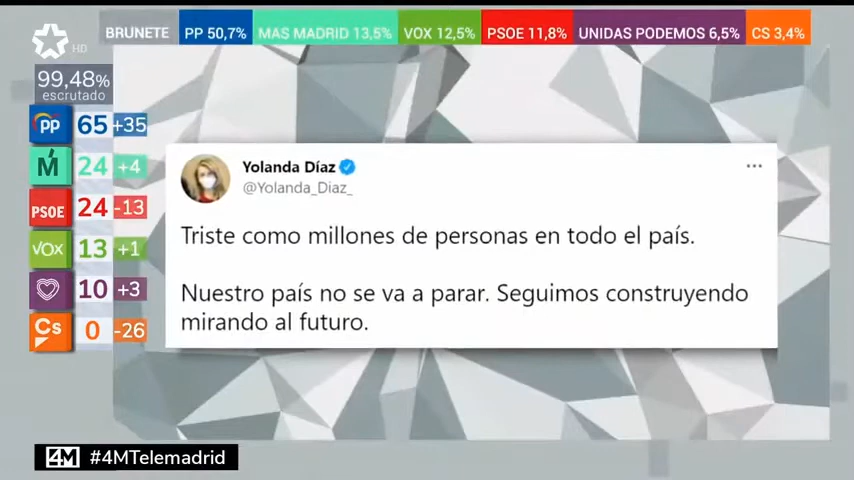 HD
BRUNETE PP 50,7% MAS MADRID 13,5% VOX 12,5% PSOE 11,8% UNIDAS PODEMOS 6,5% CS 3,4%
99,48%
escrutado
PP 65 +35
Ḿ 24 +4
PSOE 24 -13
VOX 13 +1
10 +3
Cs 0 -26
Yolanda Díaz
@Yolanda_Diaz_
Triste como millones de personas en todo el país.
Nuestro país no se va a parar. Seguimos construyendo
mirando al futuro.
4M #4MTelemadrid